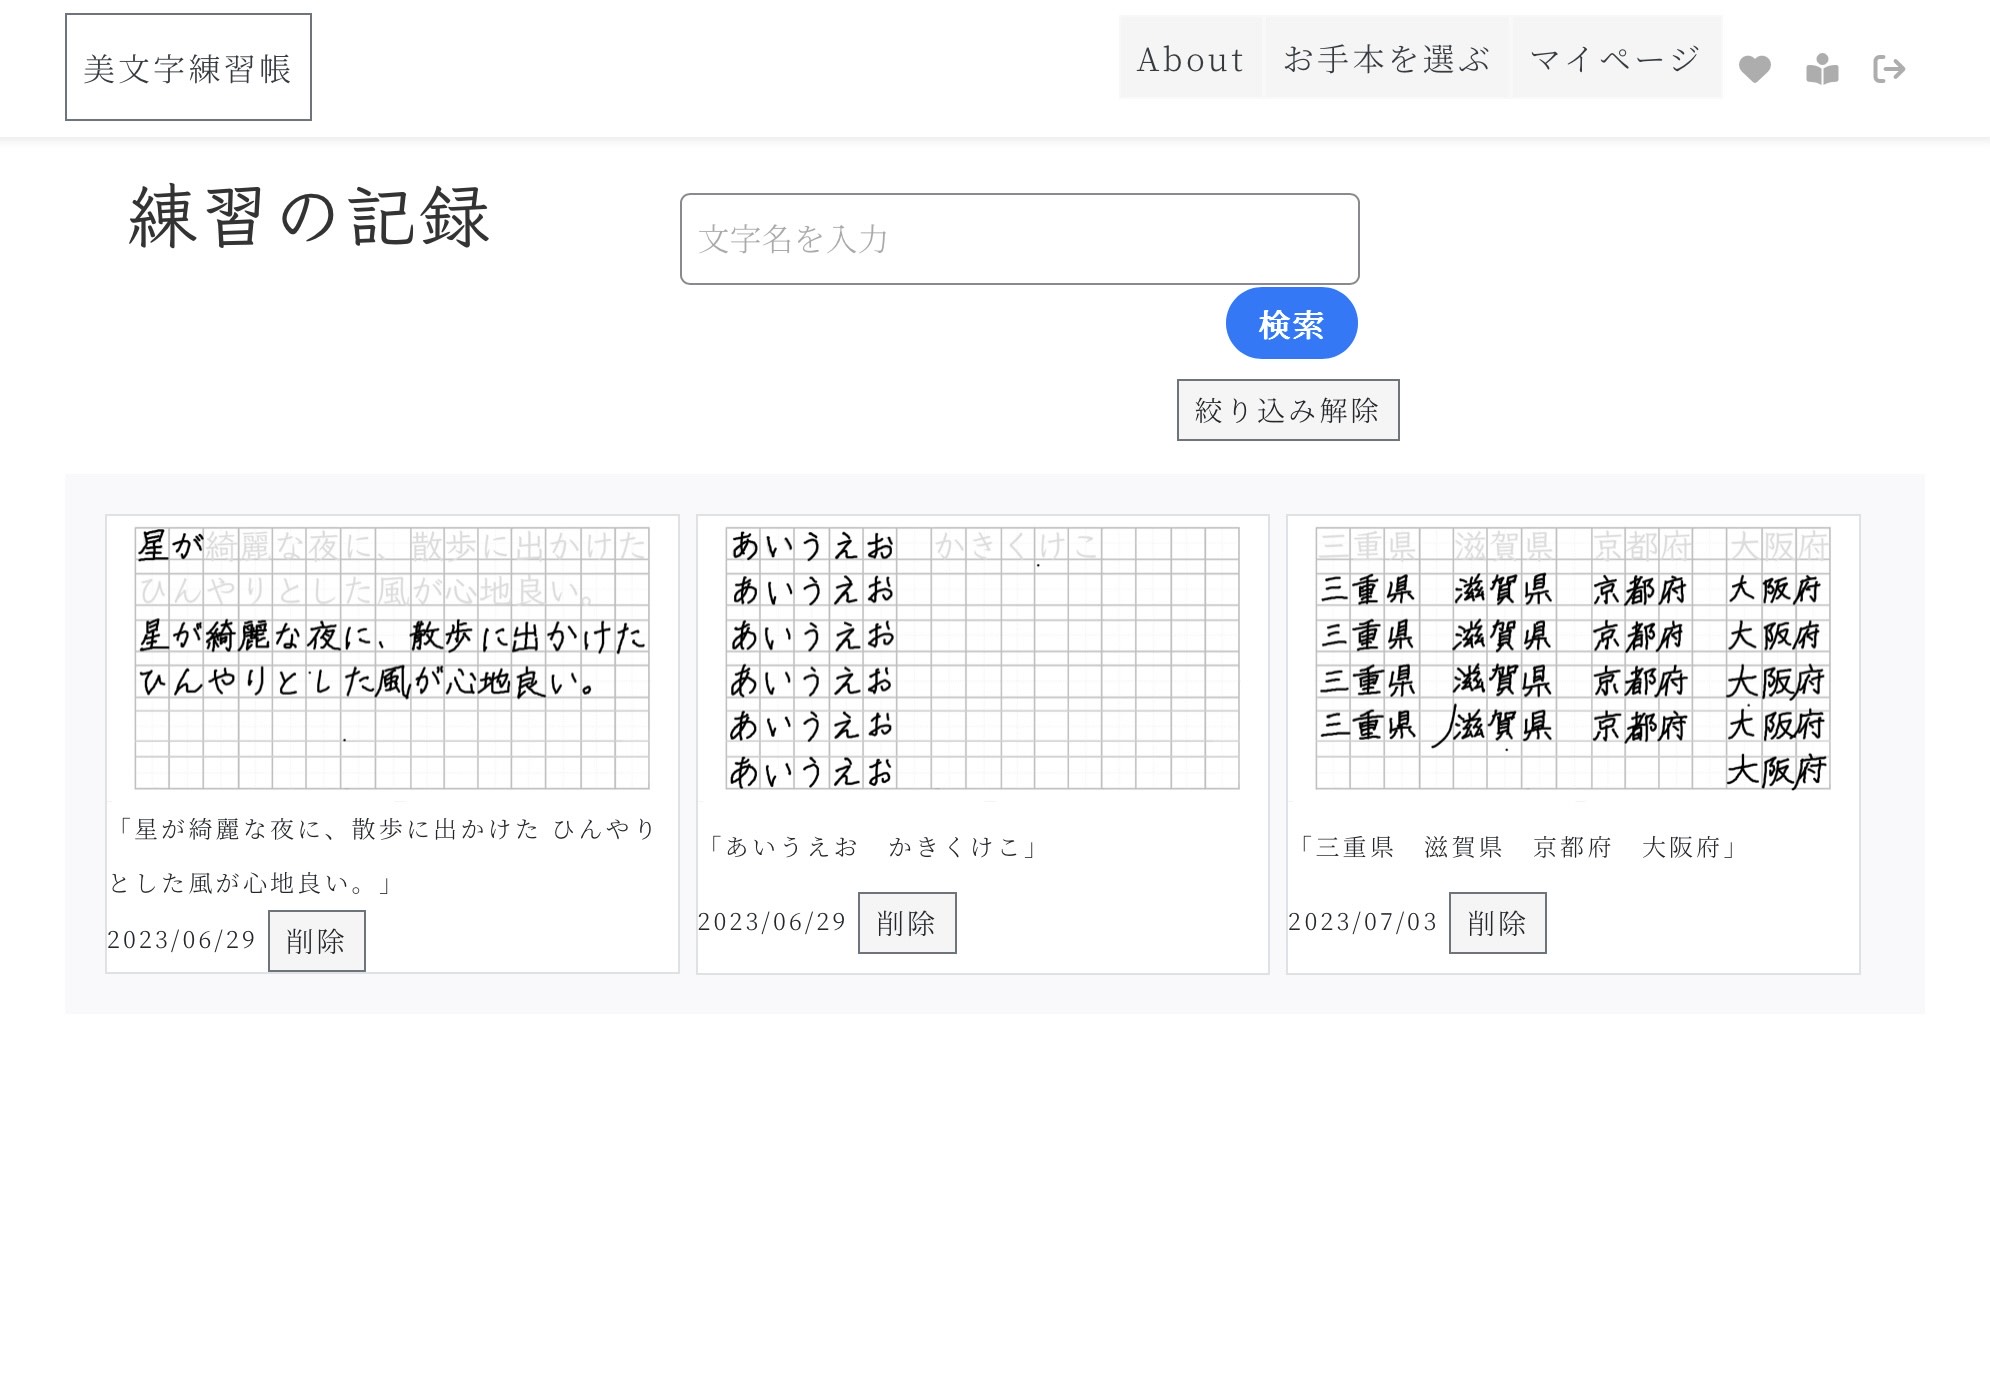 美文字練習帳
About お手本を選ぶ マイページ
練習の記録
文字名を入力
検索
絞り込み解除
星が綺麗な夜に、散歩に出かけた
ひんやりとした風が心地良い。
星が綺麗な夜に、散歩に出かけた
ひんやりとした風が心地良い。
「星が綺麗な夜に、散歩に出かけた ひんやり
とした風が心地良い。」
2023/06/29 削除
あいうえお　かきくけこ
あいうえお
あいうえお
あいうえお
あいうえお
あいうえお
「あいうえお　かきくけこ」
2023/06/29 削除
三重県　滋賀県　京都府　大阪府
三重県　滋賀県　京都府　大阪府
三重県　滋賀県　京都府　大阪府
三重県　滋賀県　京都府　大阪府
三重県　滋賀県　京都府　大阪府
大阪府
「三重県　滋賀県　京都府　大阪府」
2023/07/03 削除